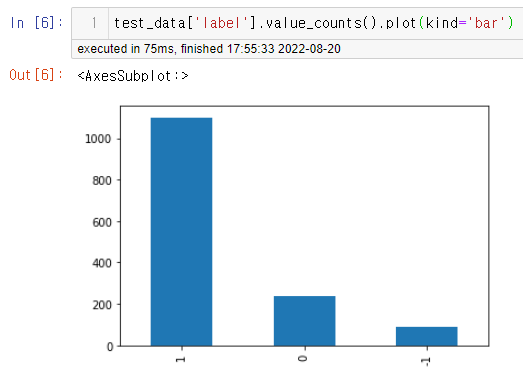 In [6]: 1 test_data['label'].value_counts().plot(kind='bar')
executed in 75ms, finished 17:55:33 2022-08-20
Out[6]: <AxesSubplot:>
1000
800
600
400
200
0
1 0 -1